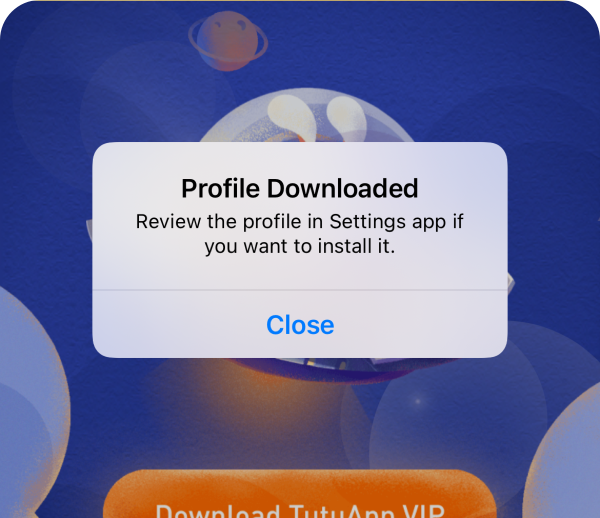 Profile Downloaded
Review the profile in Settings app if
you want to install it.
Close
Download TutuApp VIP